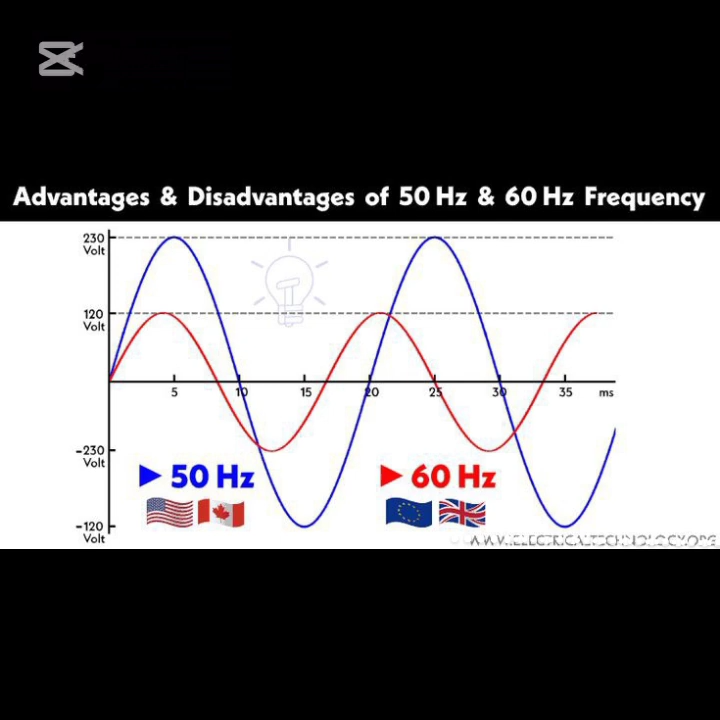 Advantages & Disadvantages of 50 Hz & 60 Hz Frequency
230
Volt
120
Volt
5 10 15 20 25 30 35 ms
-230
Volt
50 Hz 60 Hz
-120
Volt